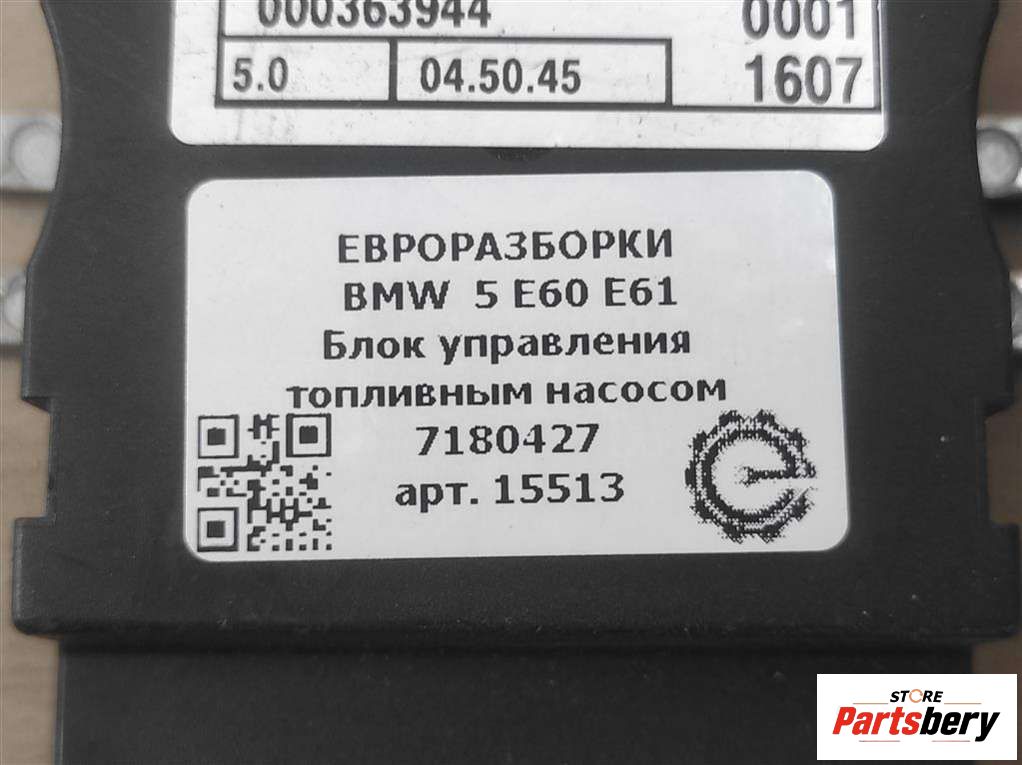 000363944 0001
5.0 04.50.45 1607
ЕВРОРАЗБОРКИ
BMW 5 E60 E61
Блок управления
топливным насосом
7180427
арт. 15513
STORE
Partsbery